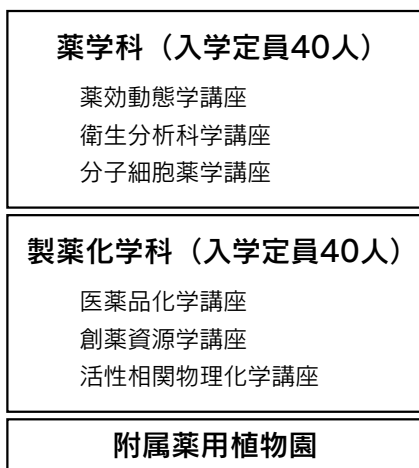 薬学科（入学定員40人）
薬効動態学講座
衛生分析科学講座
分子細胞薬学講座
製薬化学科（入学定員40人）
医薬品化学講座
創薬資源学講座
活性相関物理化学講座
附属薬用植物園